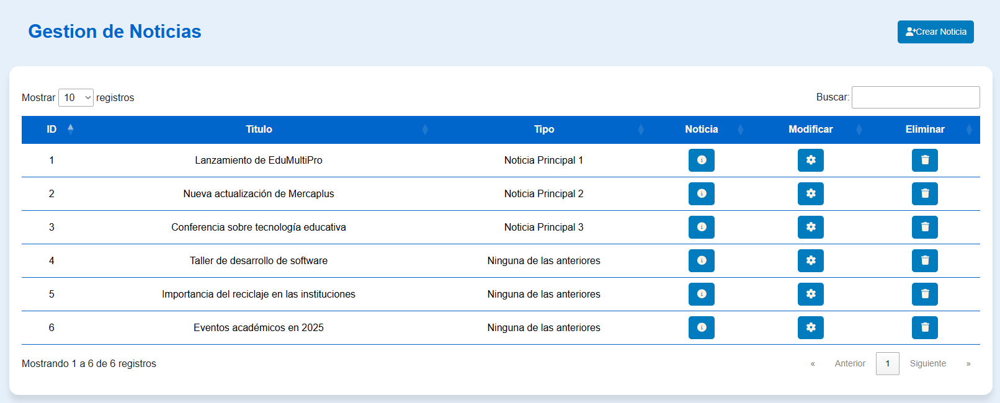 Gestion de Noticias
Crear Noticia
Mostrar 10 registros
Buscar:
ID Título Tipo Noticia Modificar Eliminar
1 Lanzamiento de EduMultiPro Noticia Principal 1
2 Nueva actualización de Mercaplus Noticia Principal 2
3 Conferencia sobre tecnología educativa Noticia Principal 3
4 Taller de desarrollo de software Ninguna de las anteriores
5 Importancia del reciclaje en las instituciones Ninguna de las anteriores
6 Eventos académicos en 2025 Ninguna de las anteriores
Mostrando 1 a 6 de 6 registros
« Anterior 1 Siguiente »